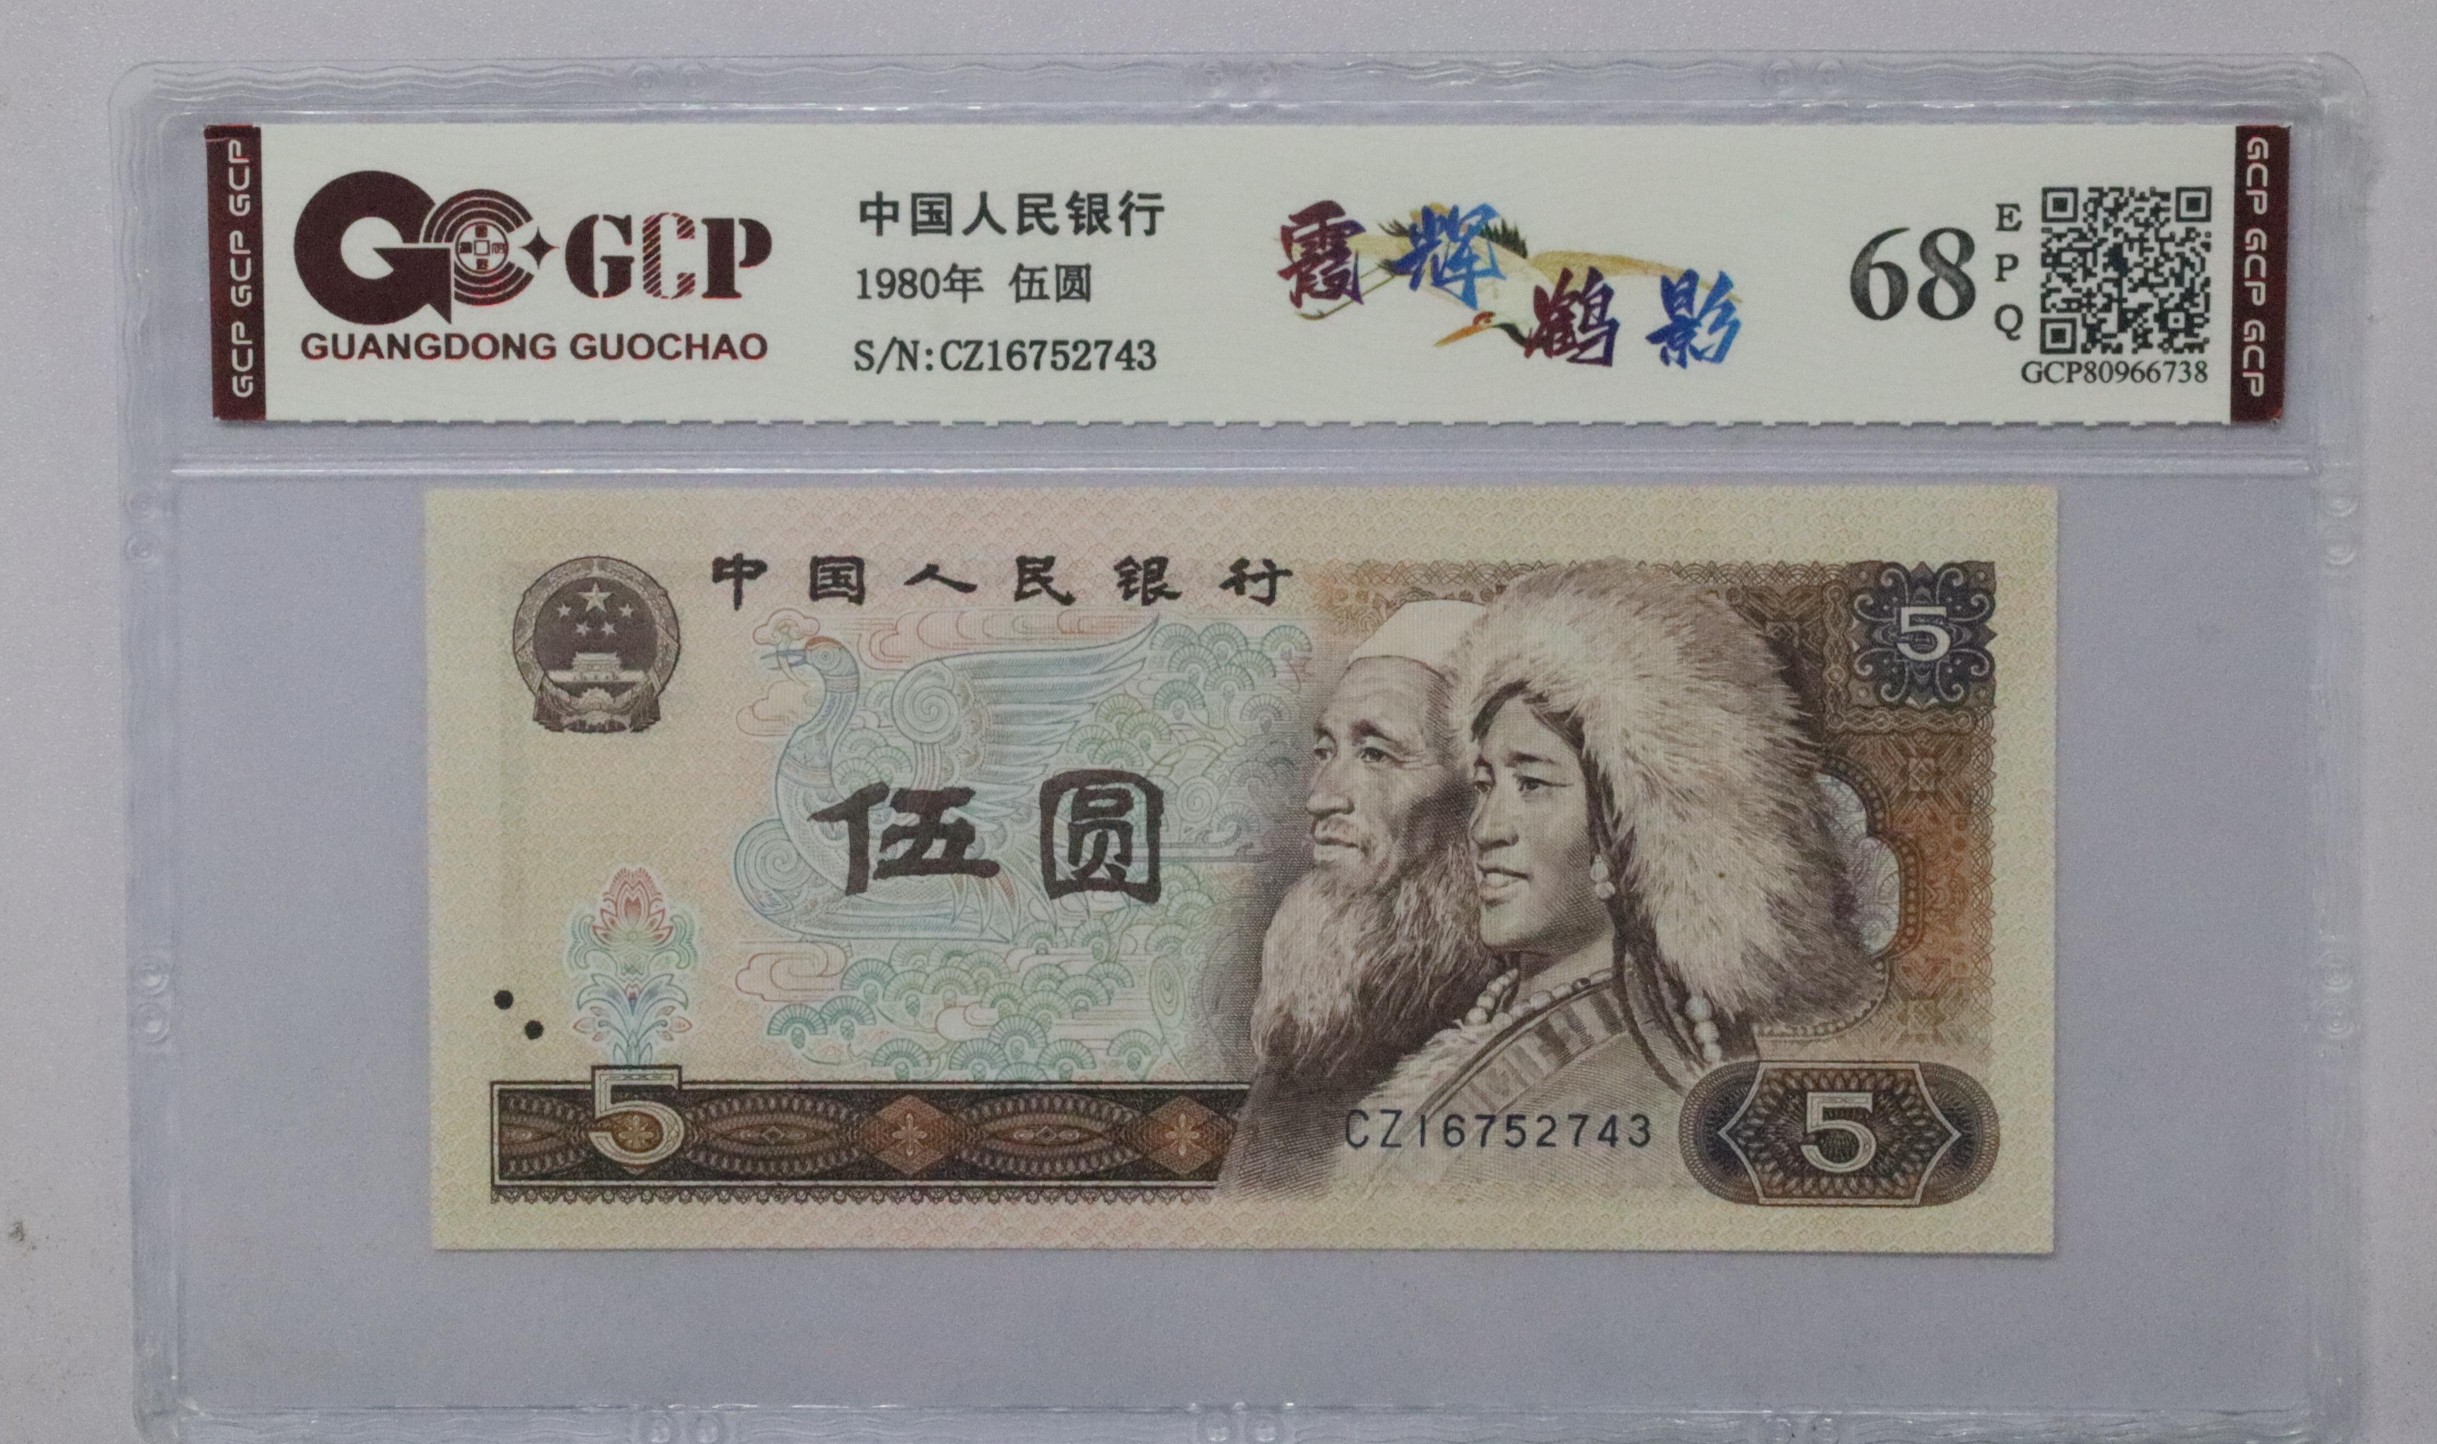 GCP GCP GCP
GCP
GUANGDONG GUOCHAO
中国人民银行
1980年 伍圆
S/N:CZ16752743
霞辉
鹤影
68
EPQ
GCP80966738
GCP GCP GCP
中国人民银行
5
伍圆
5
CZ16752743
5